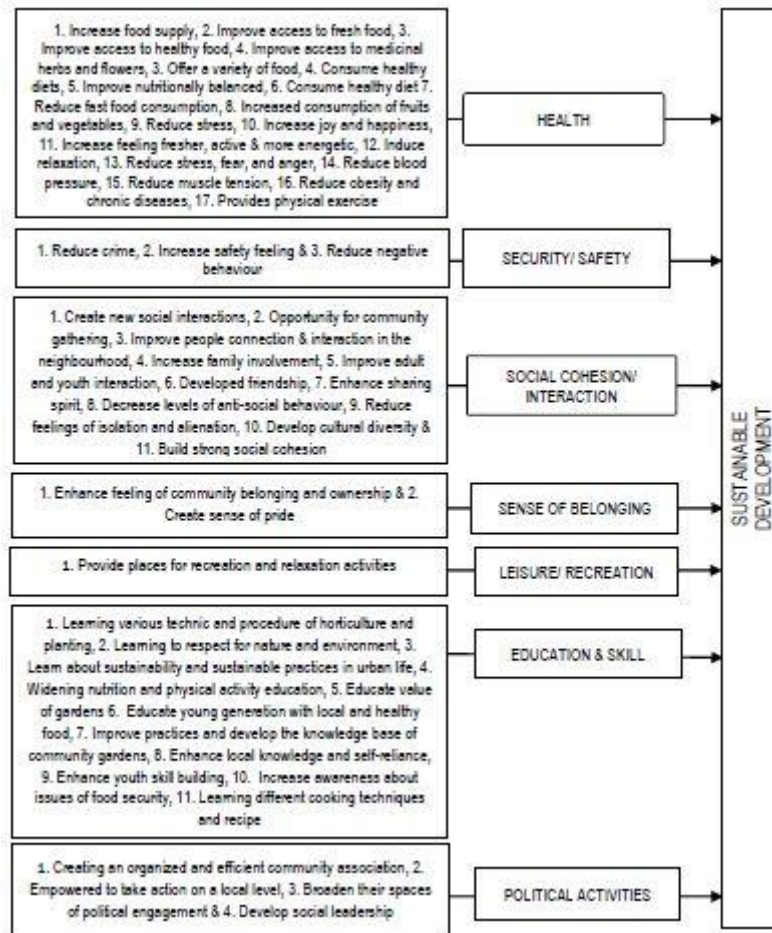 1. Increase food supply, 2. Improve access to fresh food, 3.
Improve access to healthy food, 4. Improve access to medicinal
herbs and flowers, 3. Offer a variety of food, 4. Consume healthy
diets, 5. Improve nutritionally balanced, 6. Consume healthy diet 7.
Reduce fast food consumption, 8. Increased consumption of fruits
and vegetables, 9. Reduce stress, 10. Increase joy and happiness,
11. Increase feeling fresher, active & more energetic, 12. Induce
relaxation, 13. Reduce stress, fear, and anger, 14. Reduce blood
pressure, 15. Reduce muscle tension, 16. Reduce obesity and
chronic diseases, 17. Provides physical exercise
HEALTH
1. Reduce crime, 2. Increase safety feeling & 3. Reduce negative
behaviour
SECURITY/ SAFETY
1. Create new social interactions, 2. Opportunity for community
gathering, 3. Improve people connection & interaction in the
neighbourhood, 4. Increase family involvement, 5. Improve adult
and youth interaction, 6. Developed friendship, 7. Enhance sharing
spirit, 8. Decrease levels of anti-social behaviour, 9. Reduce
feelings of isolation and alienation, 10. Develop cultural diversity &
11. Build strong social cohesion
SOCIAL COHESION/
INTERACTION
1. Enhance feeling of community belonging and ownership & 2.
Create sense of pride
SENSE OF BELONGING
1. Provide places for recreation and relaxation activities
LEISURE/ RECREATION
1. Learning various technic and procedure of horticulture and
planting, 2. Learning to respect for nature and environment, 3.
Learn about sustainability and sustainable practices in urban life, 4.
Widening nutrition and physical activity education, 5. Educate value
of gardens 6. Educate young generation with local and healthy
food, 7. Improve practices and develop the knowledge base of
community gardens, 8. Enhance local knowledge and self-reliance,
9. Enhance youth skill building, 10. Increase awareness about
issues of food security, 11. Learning different cooking techniques
and recipe
EDUCATION & SKILL
1. Creating an organized and efficient community association, 2.
Empowered to take action on a local level, 3. Broaden their spaces
of political engagement & 4. Develop social leadership
POLITICAL ACTIVITIES
SUSTAINABLE
DEVELOPMENT